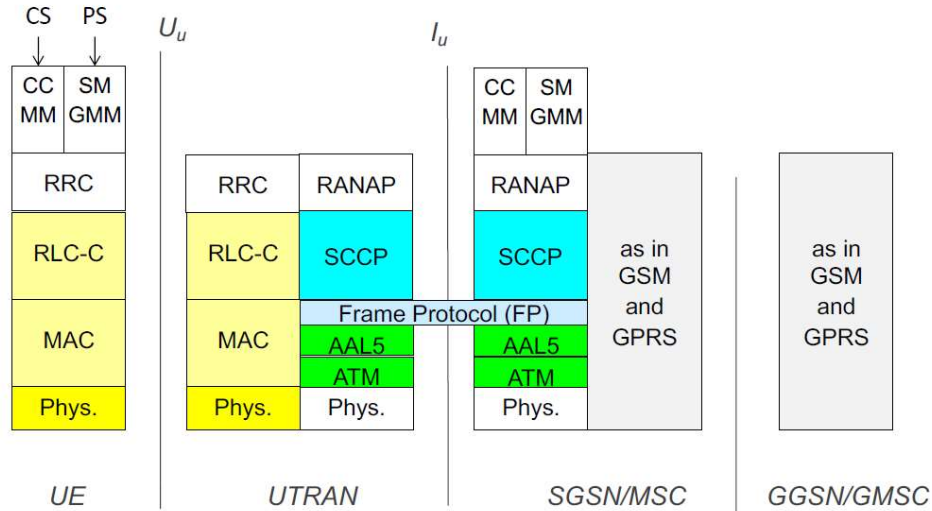 CS PS
U_u
I_u
CC SM
MM GMM
RRC
RLC-C
MAC
Phys.
RRC RANAP
RLC-C SCCP
Frame Protocol (FP)
MAC AAL5
ATM
Phys. Phys.
CC SM
MM GMM
RANAP
SCCP
AAL5
ATM
Phys.
as in
GSM
and
GPRS
as in
GSM
and
GPRS
UE UTRAN SGSN/MSC GGSN/GMSC